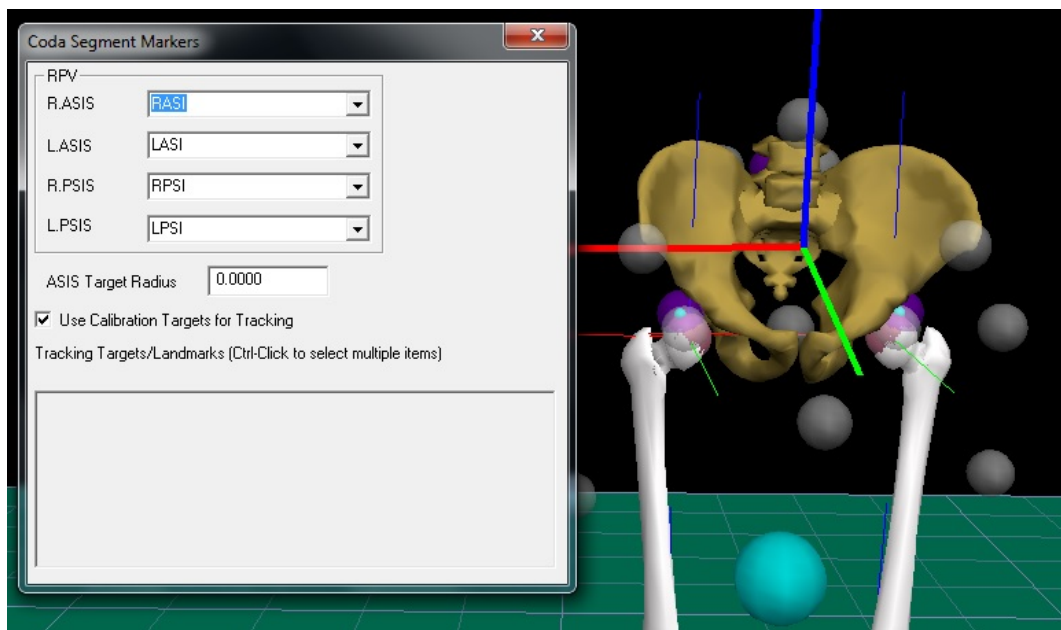 Coda Segment Markers
RPV
R.ASIS RASI
L.ASIS LASI
R.PSIS RPSI
L.PSIS LPSI
ASIS Target Radius 0.0000
Use Calibration Targets for Tracking
Tracking Targets/Landmarks (Ctrl-Click to select multiple items)